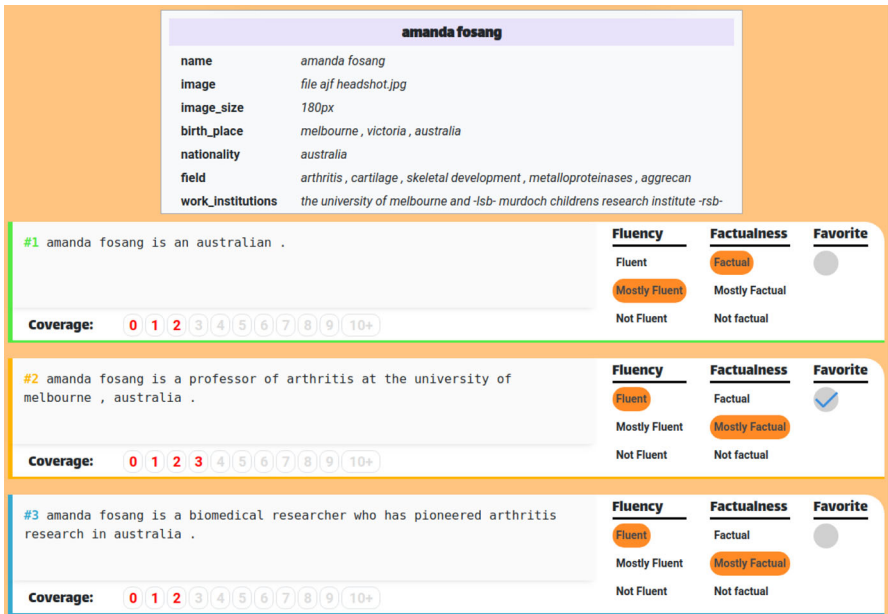 amanda fosang
name amanda fosang
image file ajf headshot.jpg
image_size 180px
birth_place melbourne , victoria , australia
nationality australia
field arthritis , cartilage , skeletal development , metalloproteinases , aggrecan
work_institutions the university of melbourne and -lsb- murdoch childrens research institute -rsb-
#1 amanda fosang is an australian .
Coverage: 0 1 2 3 4 5 6 7 8 9 10+
Fluency Factualness Favorite
Fluent Factual
Mostly Fluent Mostly Factual
Not Fluent Not factual
#2 amanda fosang is a professor of arthritis at the university of
melbourne , australia .
Coverage: 0 1 2 3 4 5 6 7 8 9 10+
Fluency Factualness Favorite
Fluent Factual
Mostly Fluent Mostly Factual
Not Fluent Not factual
#3 amanda fosang is a biomedical researcher who has pioneered arthritis
research in australia .
Coverage: 0 1 2 3 4 5 6 7 8 9 10+
Fluency Factualness Favorite
Fluent Factual
Mostly Fluent Mostly Factual
Not Fluent Not factual